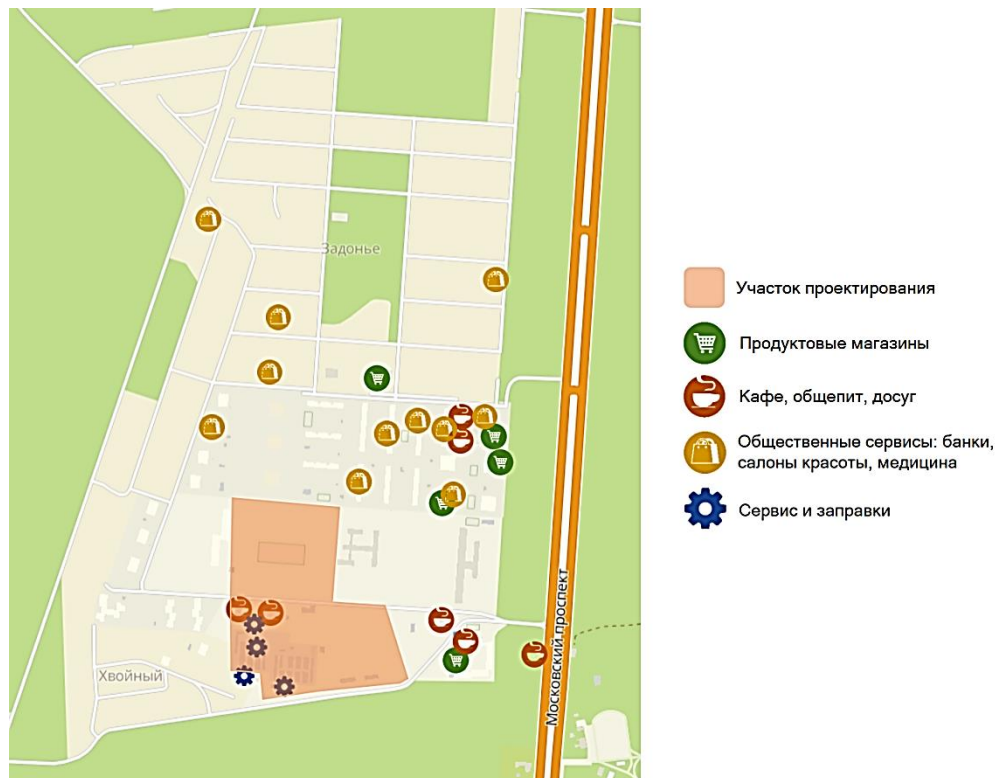 Задонье
Хвойный
Московский проспект
Участок проектирования
Продуктовые магазины
Кафе, общепит, досуг
Общественные сервисы: банки,
салоны красоты, медицина
Сервис и заправки